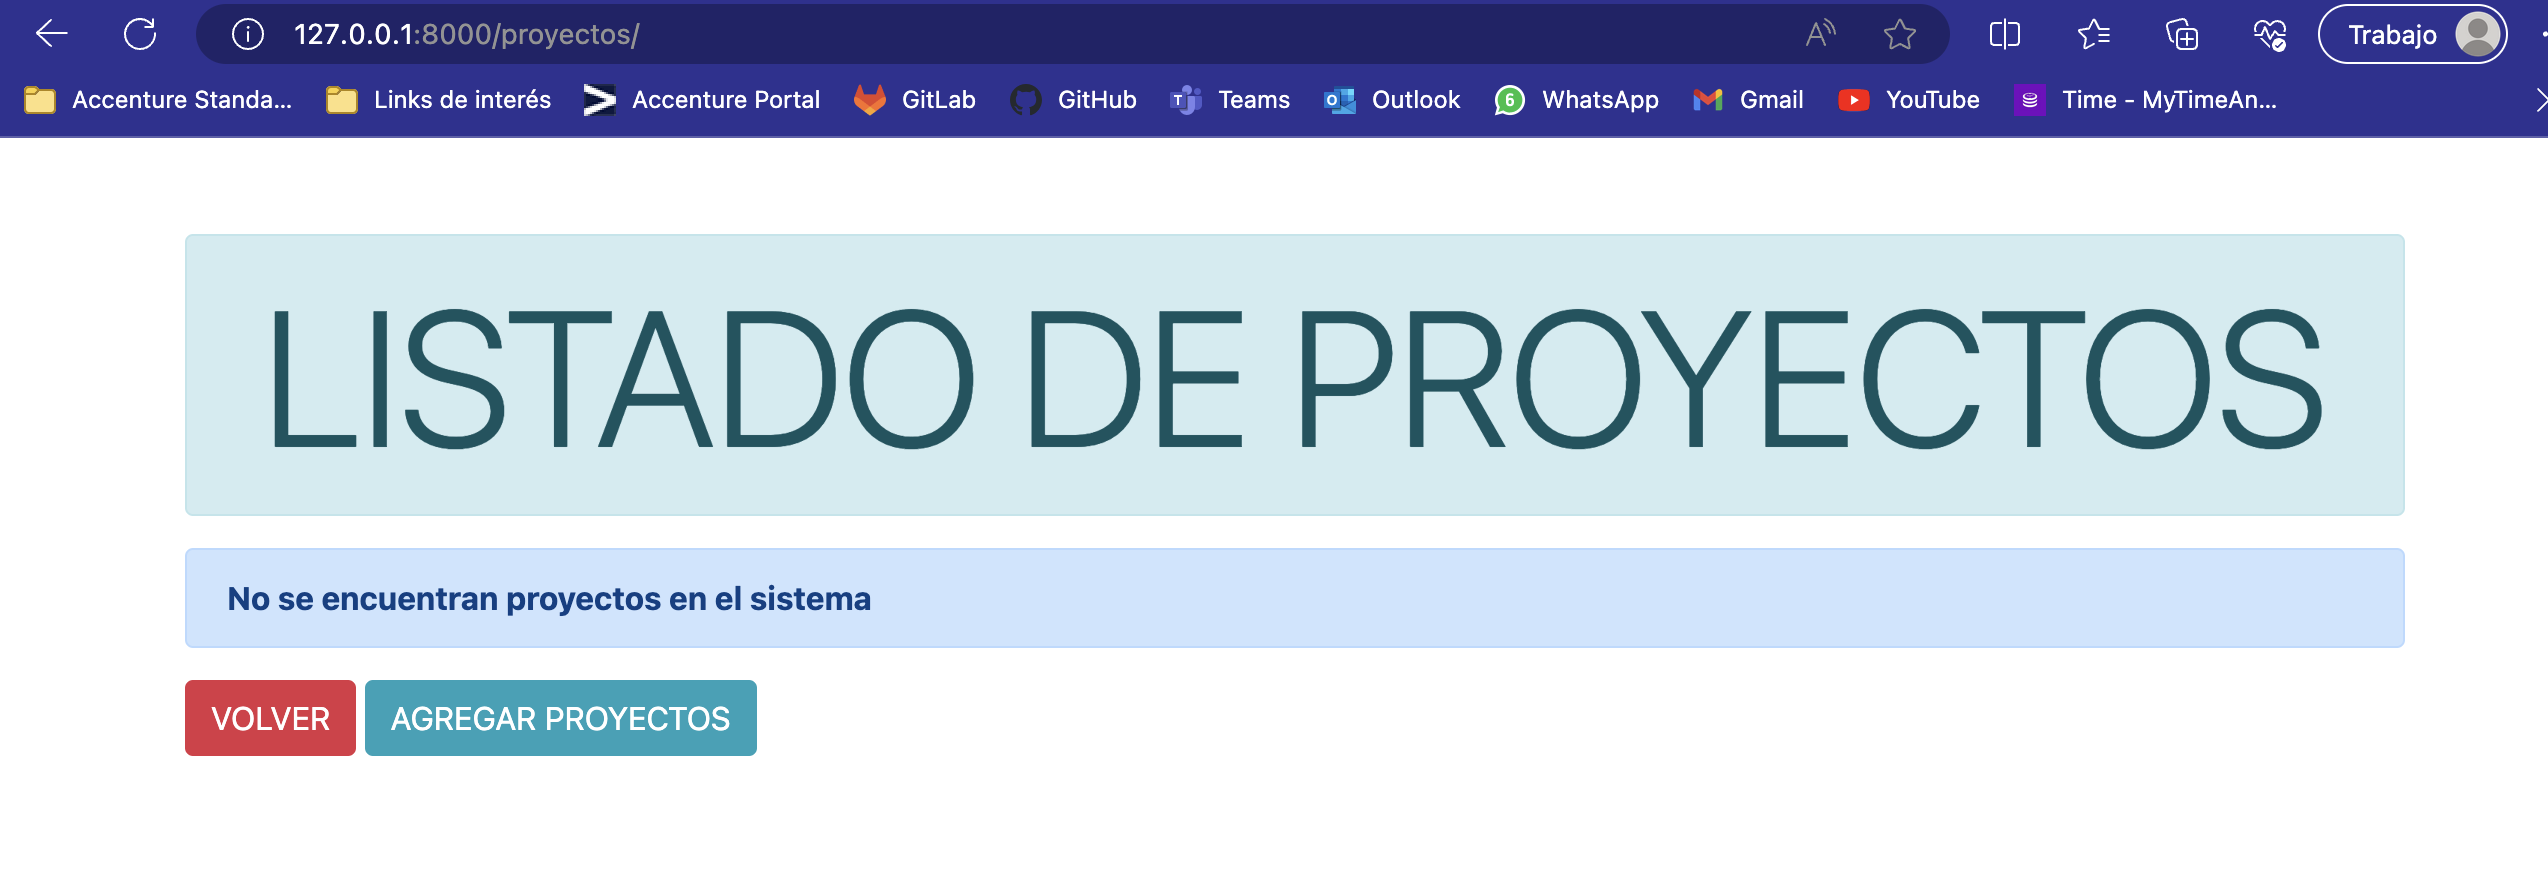 127.0.0.1:8000/proyectos/
Trabajo
Accenture Standa...
Links de interés
Accenture Portal
GitLab
GitHub
Teams
Outlook
6
WhatsApp
Gmail
YouTube
Time - MyTimeAn...
LISTADO DE PROYECTOS
No se encuentran proyectos en el sistema
VOLVER
AGREGAR PROYECTOS